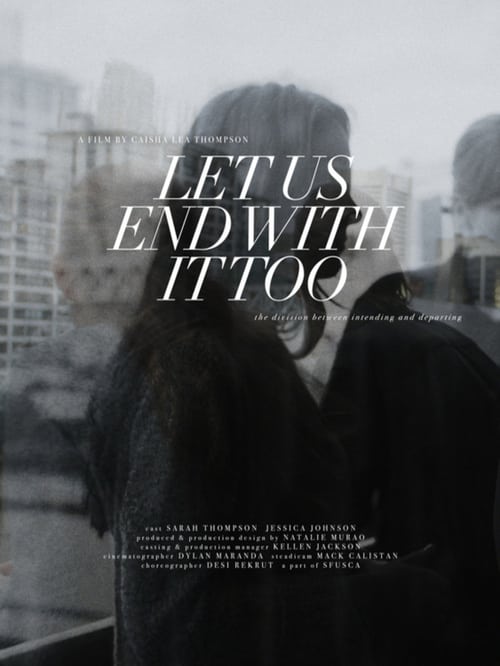 A FILM BY CAISHA LEA THOMPSON
LET US
END WITH
IT TOO
the division between intending and departing
cast SARAH THOMPSON JESSICA JOHNSON
produced & production design by NATALIE MURAO
casting & production manager KELLEN JACKSON
cinematographer DYLAN MARANDA steadicam MACK CALISTAN
choreographer DESI REKRUT a part of SFUSCA